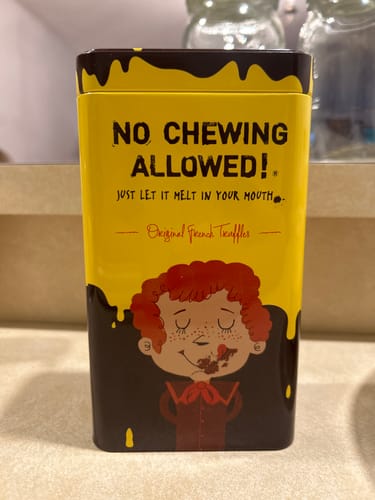 NO CHEWING
ALLOWED!®
JUST LET IT MELT IN YOUR MOUTH...
Original French Truffles